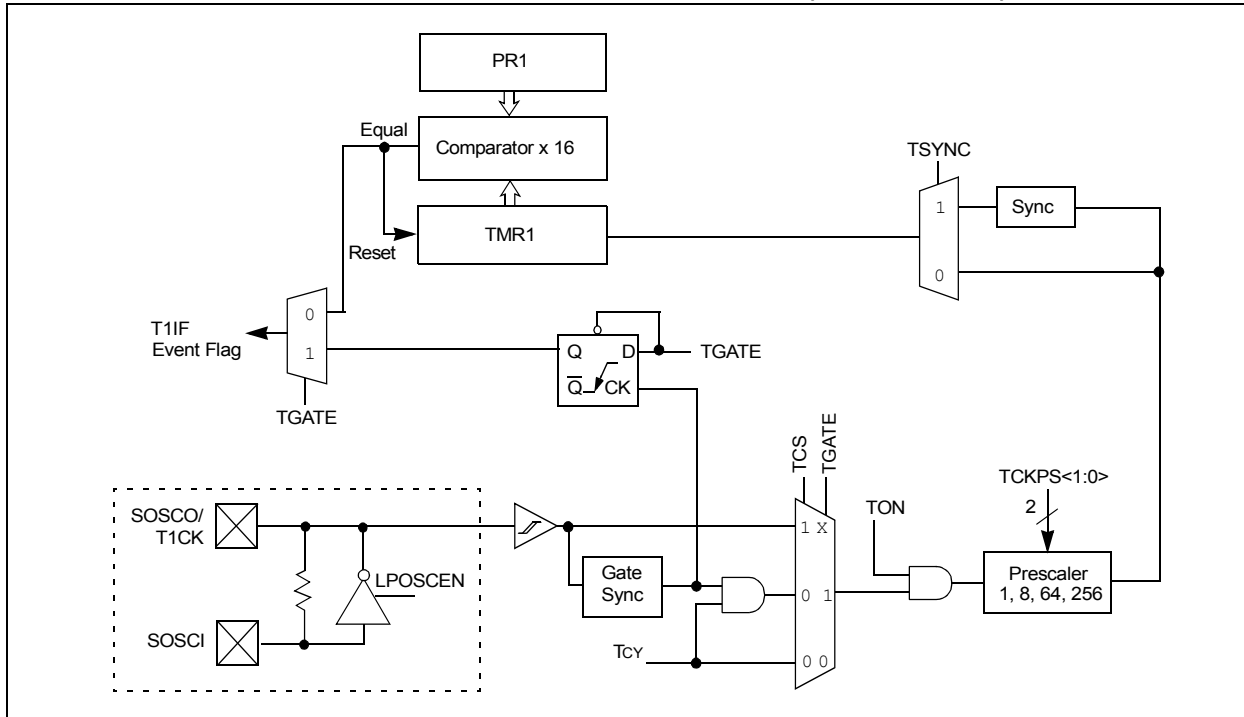 PR1
Equal
Comparator x 16
TSYNC
1
Sync
TMR1
Reset
0
T1IF
Event Flag
0
1
Q
D
TGATE
Q̅
CK
TGATE
TCS
TGATE
TCKPS<1:0>
SOSCO/
T1CK
2
TON
1 X
LPOSCEN
Gate
Sync
Prescaler
1, 8, 64, 256
0 1
SOSCI
TCY
0 0